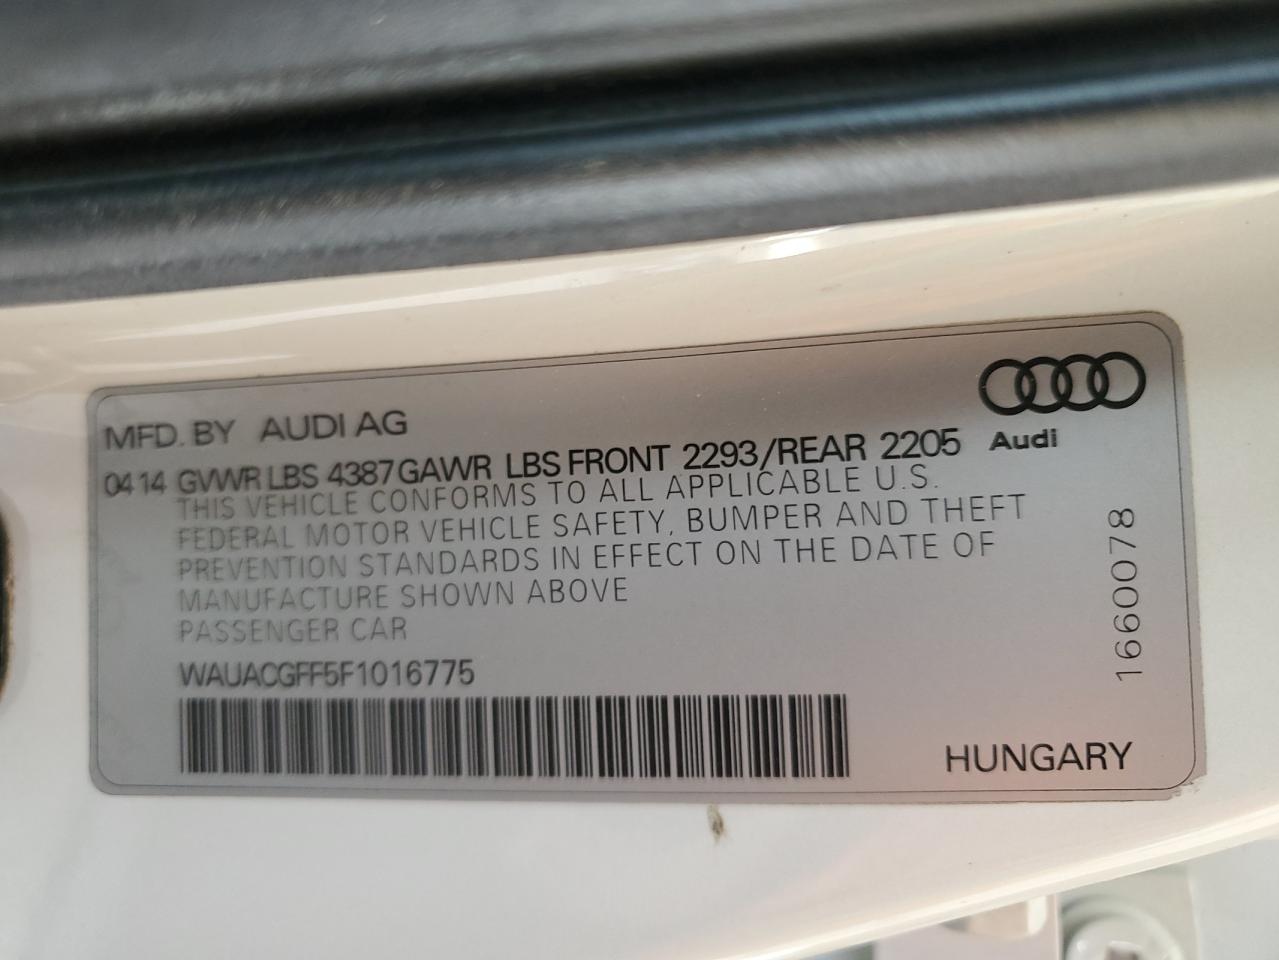 MFD. BY AUDI AG
0414 GVWR LBS 4387 GAWR LBS FRONT 2293/REAR 2205
Audi
THIS VEHICLE CONFORMS TO ALL APPLICABLE U.S.
FEDERAL MOTOR VEHICLE SAFETY, BUMPER AND THEFT
PREVENTION STANDARDS IN EFFECT ON THE DATE OF
MANUFACTURE SHOWN ABOVE
PASSENGER CAR
WAUACGFF5F1016775
1660078
HUNGARY